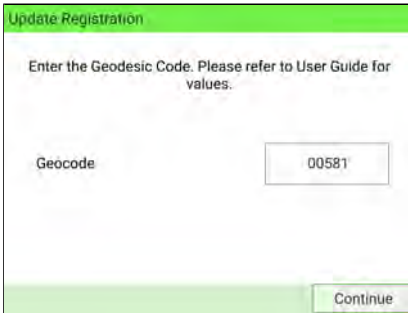 Update Registration
Enter the Geodesic Code. Please refer to User Guide for
values.
Geocode 00581
Continue